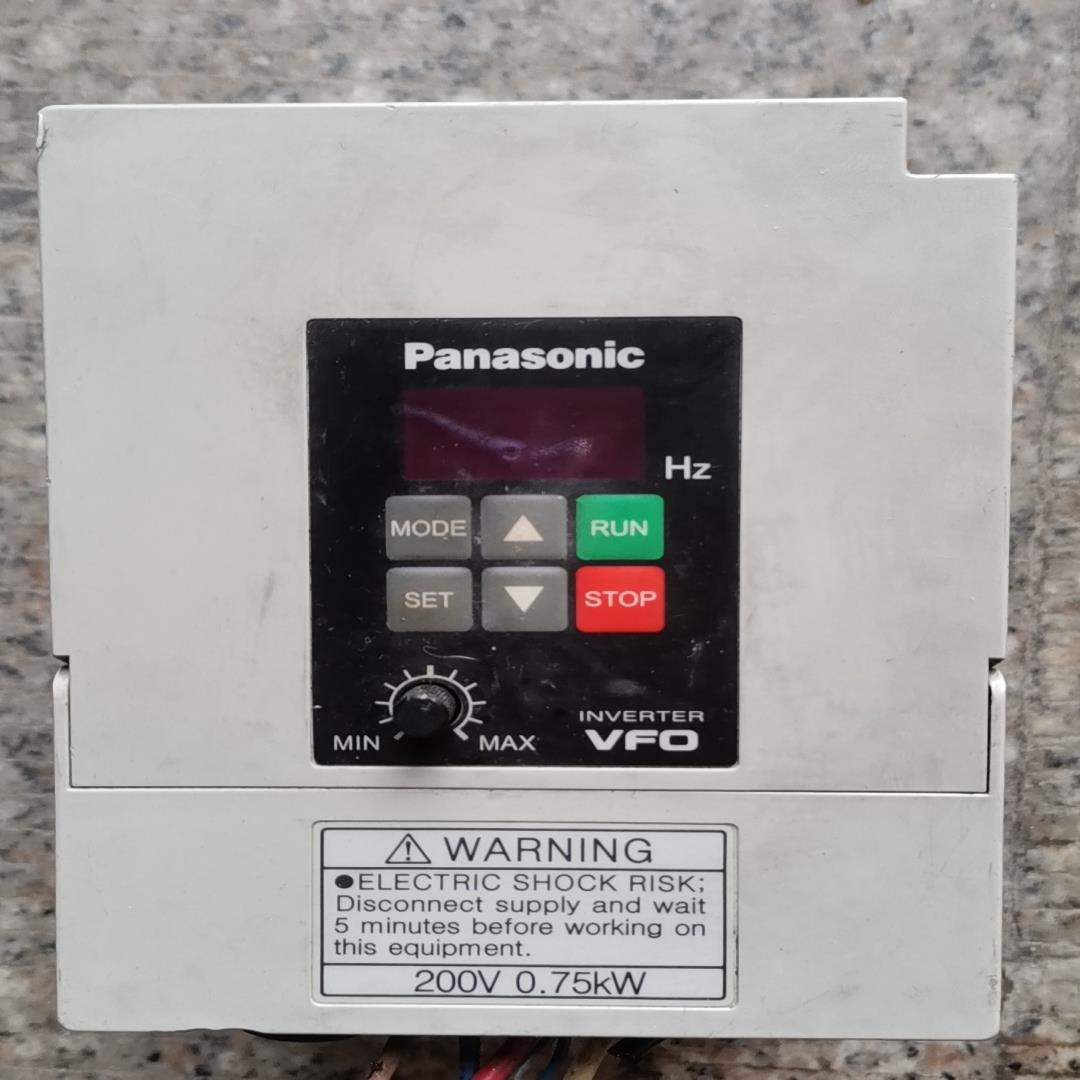 Panasonic
Hz
MODE ▲ RUN
SET ▼ STOP
MIN MAX
INVERTER
VF0
⚠ WARNING
●ELECTRIC SHOCK RISK;
Disconnect supply and wait
5 minutes before working on
this equipment.
200V 0.75kW